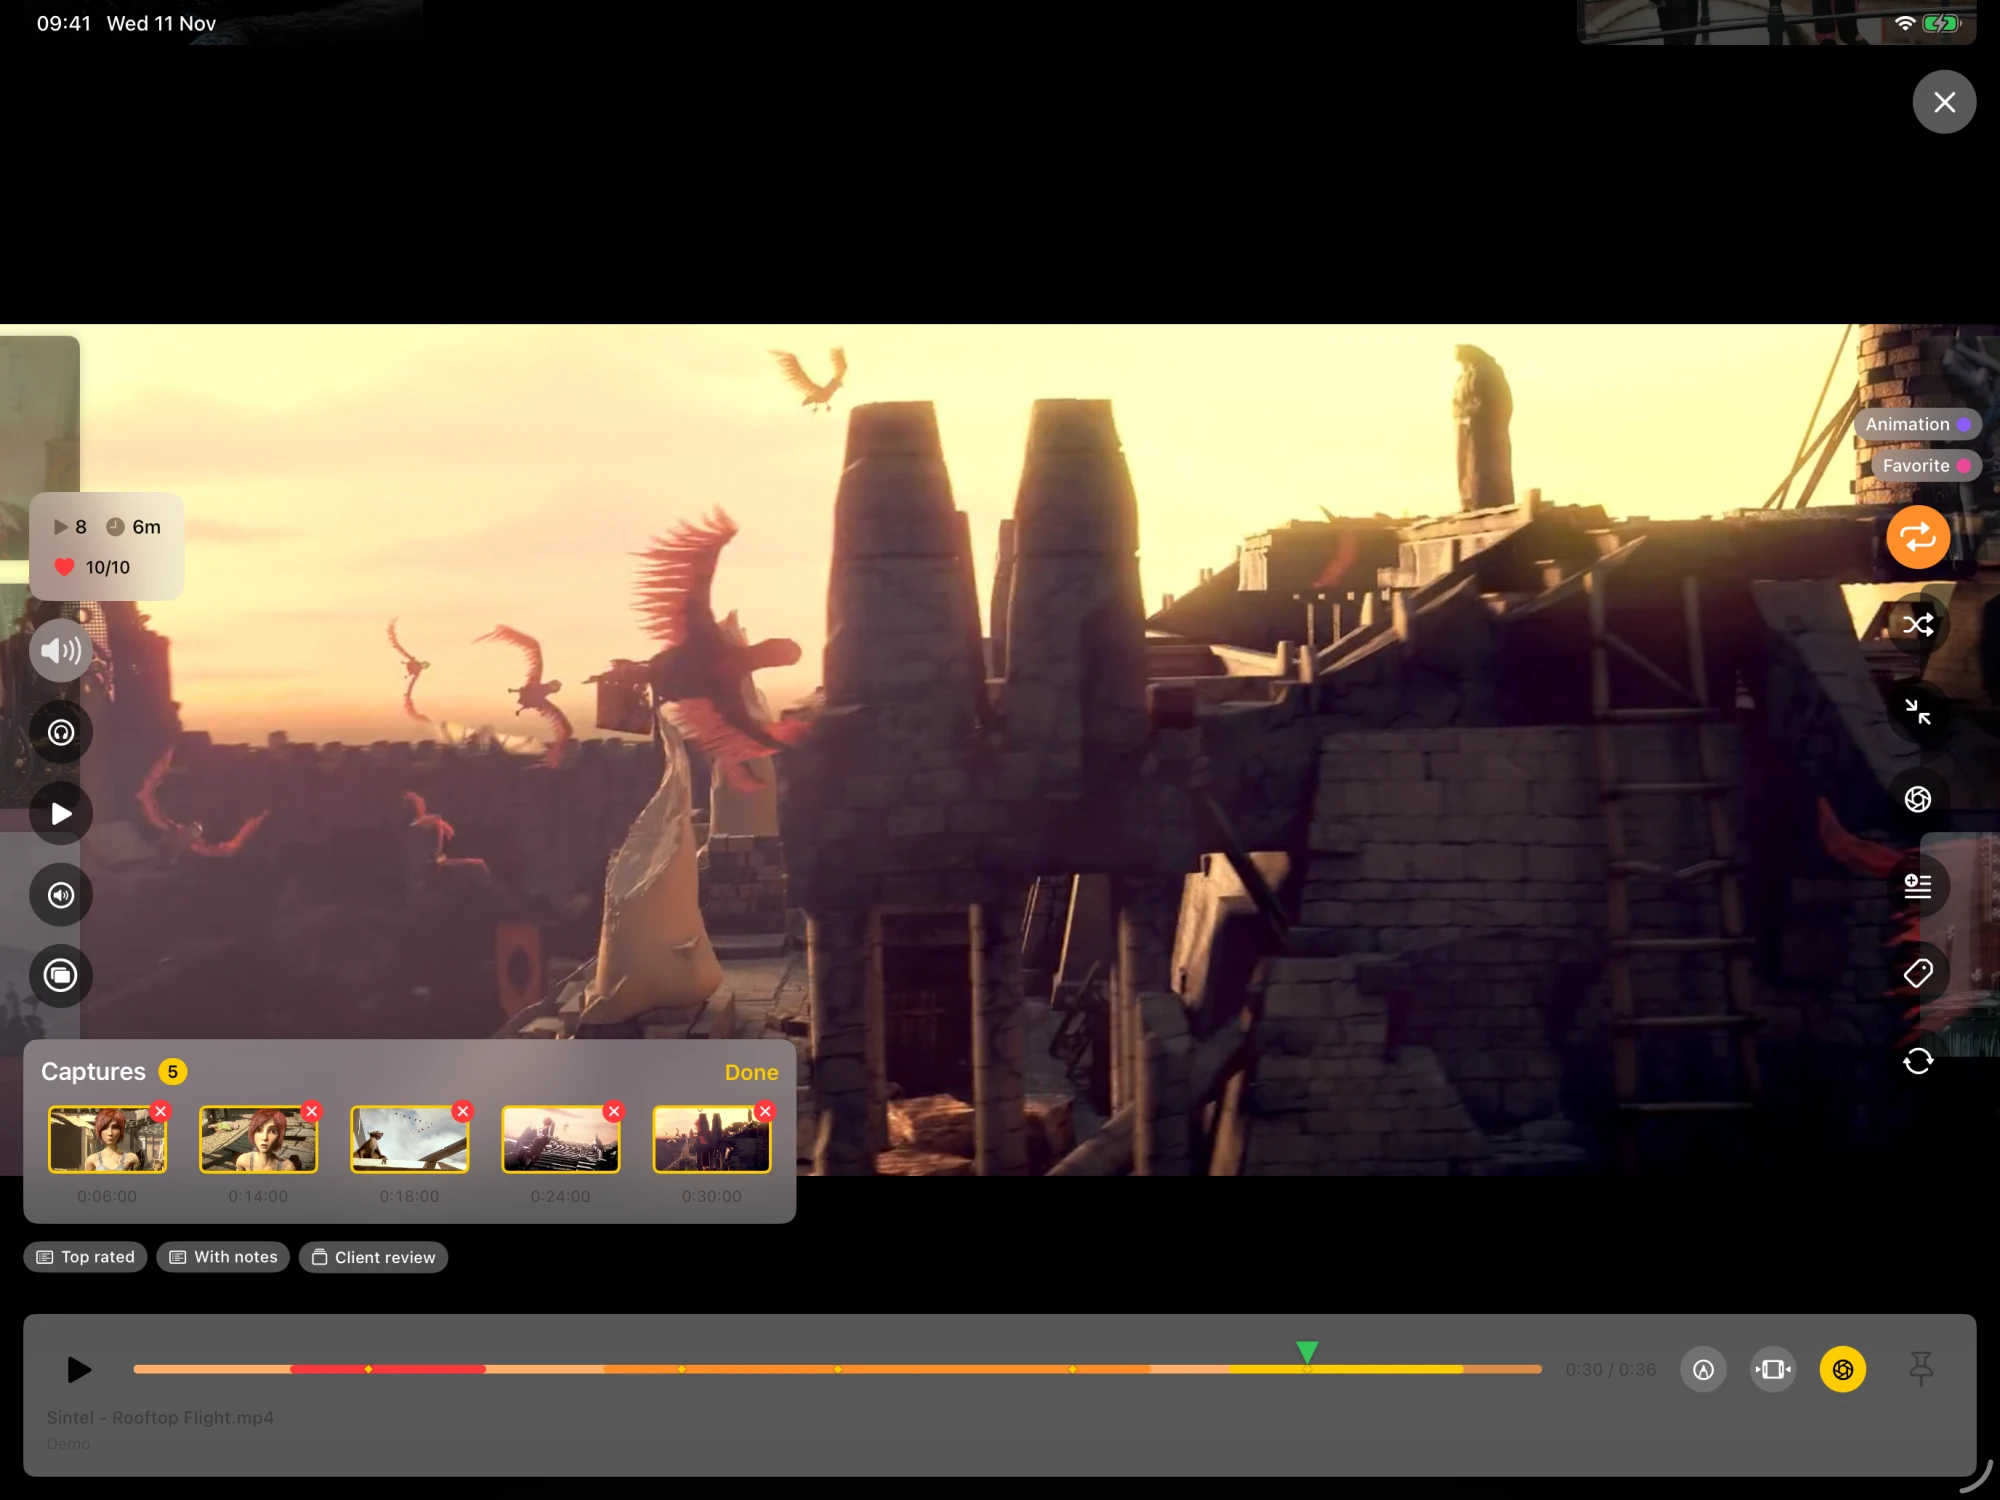 09:41 Wed 11 Nov
Animation
Favorite
8 6m
10/10
Captures 5
Done
0:06:00 0:14:00 0:18:00 0:24:00 0:30:00
Top rated With notes Client review
0:30 / 0:36
Sintel - Rooftop Flight.mp4
Demo